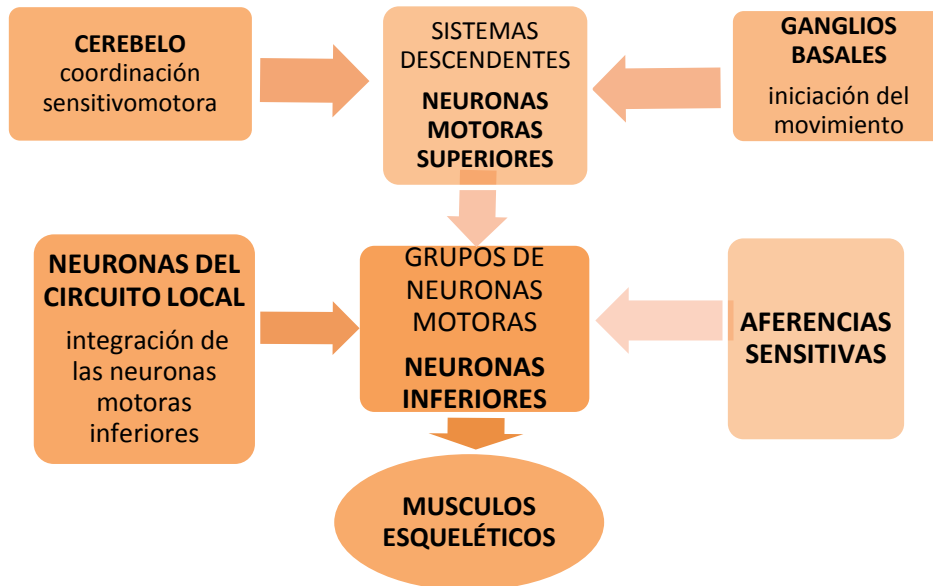 CEREBELO
coordinación
sensitivomotora
SISTEMAS
DESCENDENTES
NEURONAS
MOTORAS
SUPERIORES
GANGLIOS
BASALES
iniciación del
movimiento
NEURONAS DEL
CIRCUITO LOCAL
integración de
las neuronas
motoras
inferiores
GRUPOS DE
NEURONAS
MOTORAS
NEURONAS
INFERIORES
AFERENCIAS
SENSITIVAS
MUSCULOS
ESQUELÉTICOS